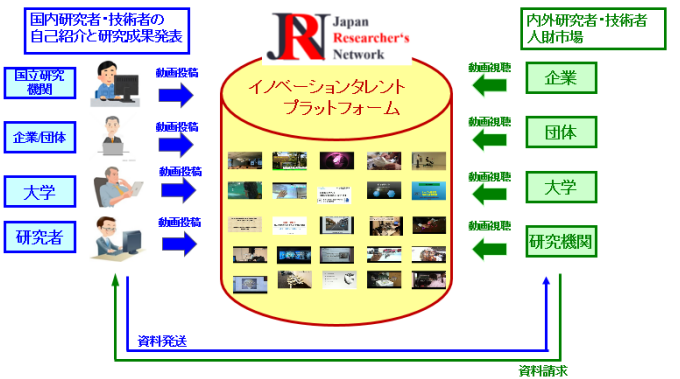 国内研究者・技術者の
自己紹介と研究成果発表
JRN
Japan
Researcher's
Network
内外研究者・技術者
人財市場
イノベーションタレント
プラットフォーム
国立研究
機関
動画投稿
企業/団体
動画投稿
大学
動画投稿
研究者
動画投稿
動画視聴
企業
動画視聴
団体
動画視聴
大学
動画視聴
研究機関
資料発送
資料請求